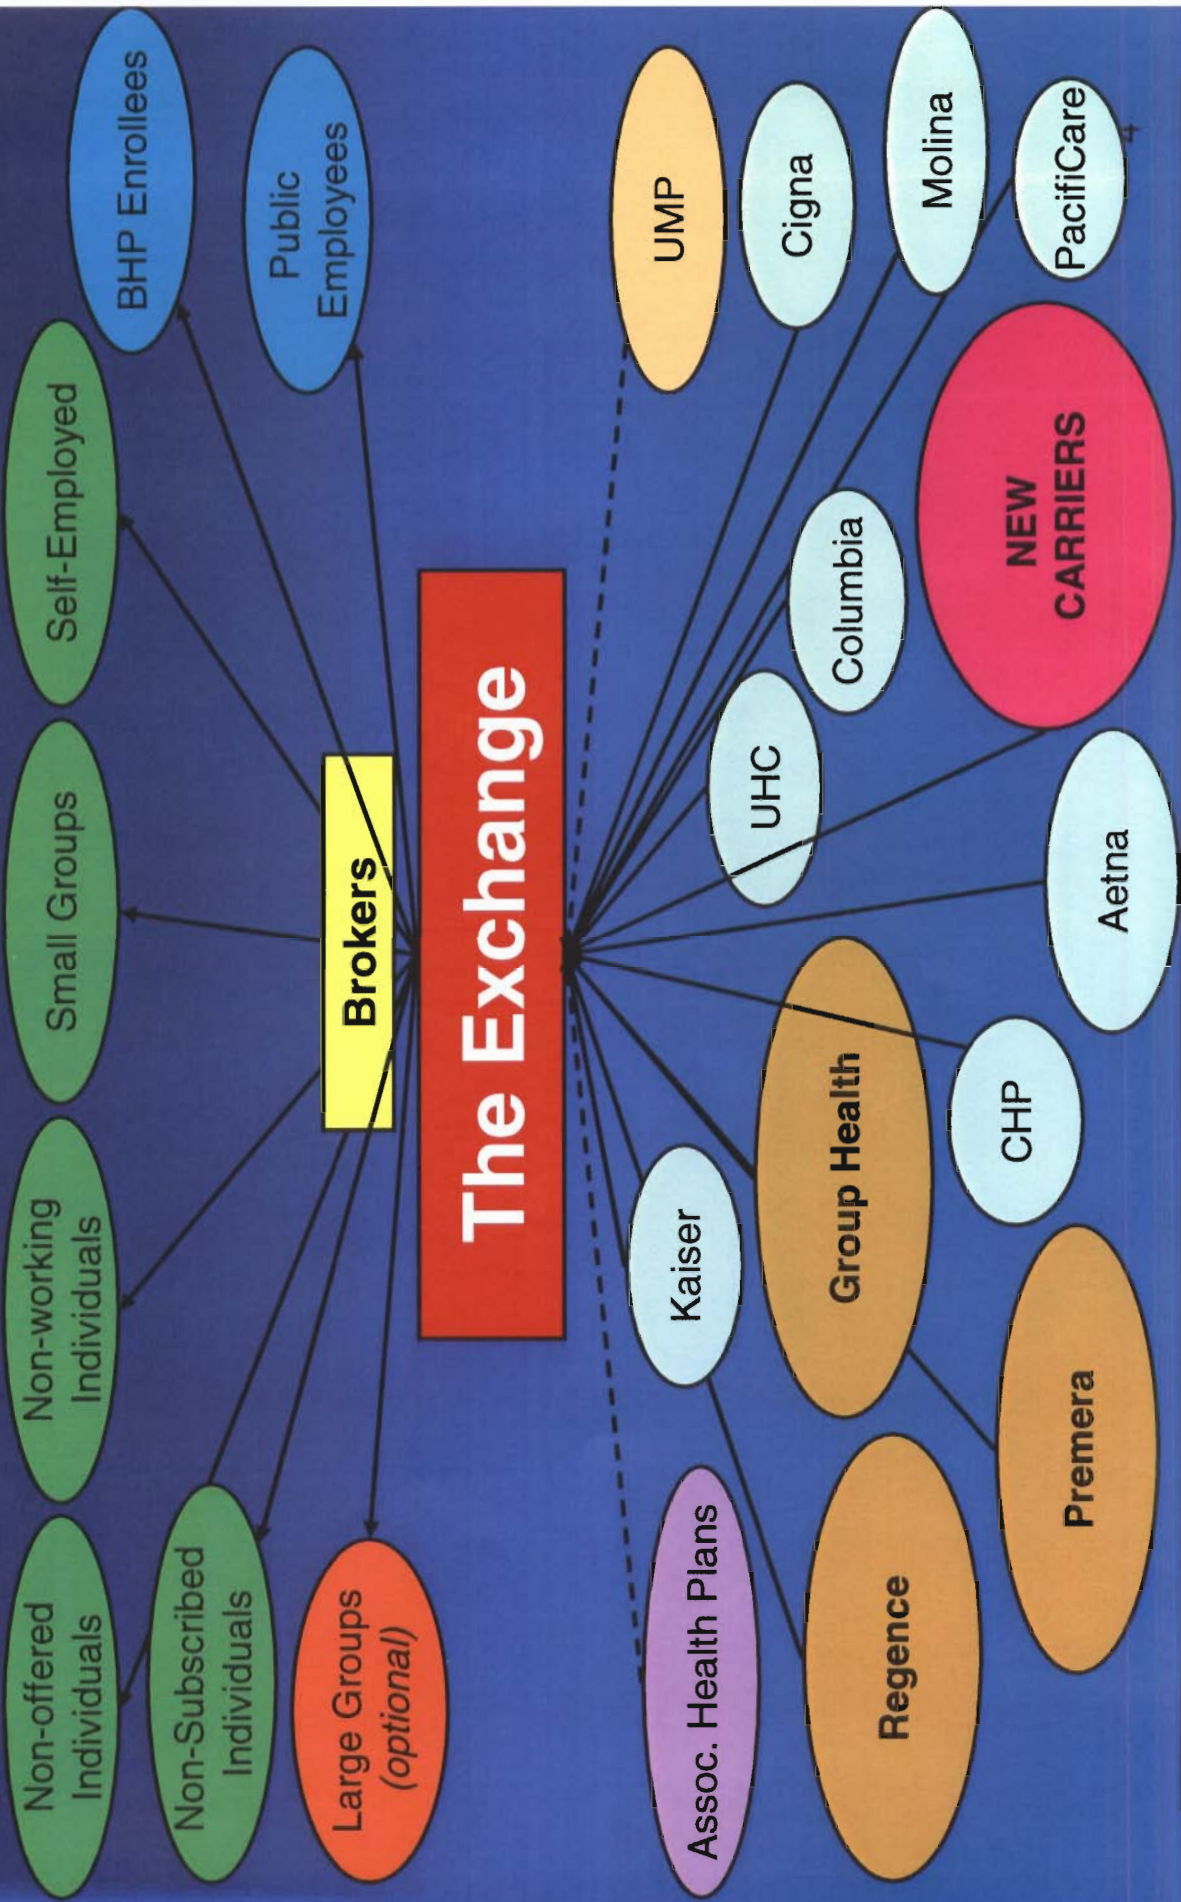 Non-offered
Individuals
Non-working
Individuals
Small Groups
Self-Employed
BHP Enrollees
Non-Subscribed
Individuals
Public
Employees
Large Groups
(optional)
Brokers
The Exchange
Assoc. Health Plans
Kaiser
UMP
UHC
Cigna
Regence
Group Health
Columbia
Molina
Premera
CHP
Aetna
NEW
CARRIERS
PacifiCare
4